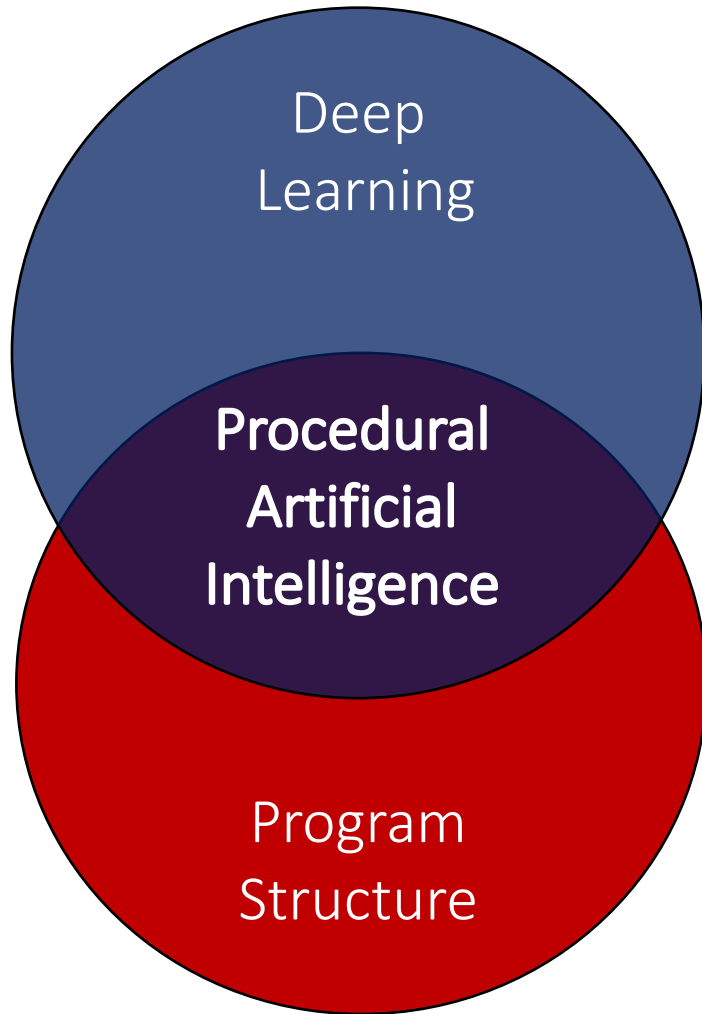 Deep
Learning
Procedural
Artificial
Intelligence
Program
Structure